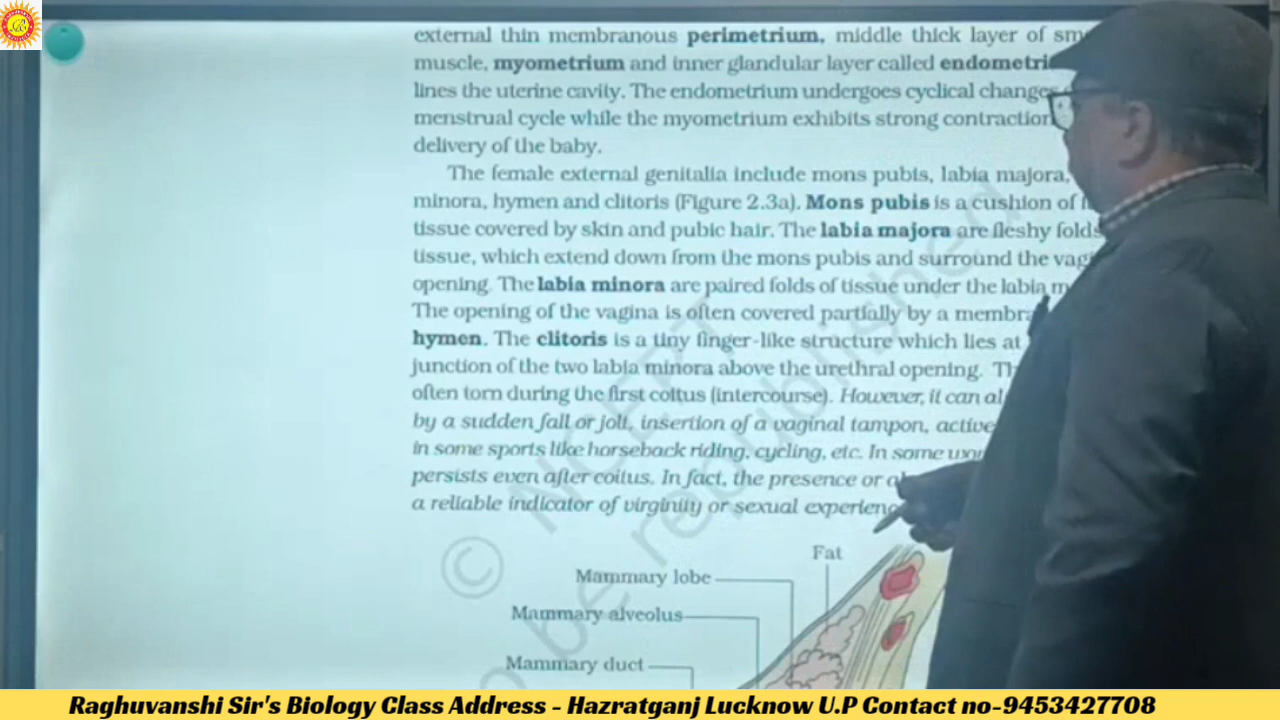 external thin membranous perimetrium, middle thick layer of
muscle, myometrium and inner glandular layer called
lines the uterine cavity. The endometrium undergoes cyclical
menstrual cycle while the myometrium exhibits strong
delivery of the baby.
The female external genitalia include mons pubis, labia majora,
minora, hymen and clitoris (Figure 2.3a). Mons pubis is a cushion of
tissue covered by skin and pubic hair. The labia majora are fleshy folds
tissue, which extend down from the mons pubis and surround the
opening. The labia minora are paired folds of tissue under the labia
The opening of the vagina is often covered partially by a
hymen. The clitoris is a tiny finger-like structure which lies at
junction of the two labia minora above the urethral opening.
often torn during the first coitus (intercourse). However, it can
by a sudden fall or jolt, insertion of a vaginal tampon, active
in some sports like horseback riding, cycling, etc. In some
persists even after coitus. In fact, the presence or
a reliable indicator of virginity or sexual
© NCERT
be republished
Fat
Mammary lobe
Mammary alveolus
Mammary duct
Raghuvanshi Sir's Biology Class Address - Hazratganj Lucknow U.P Contact no-9453427708